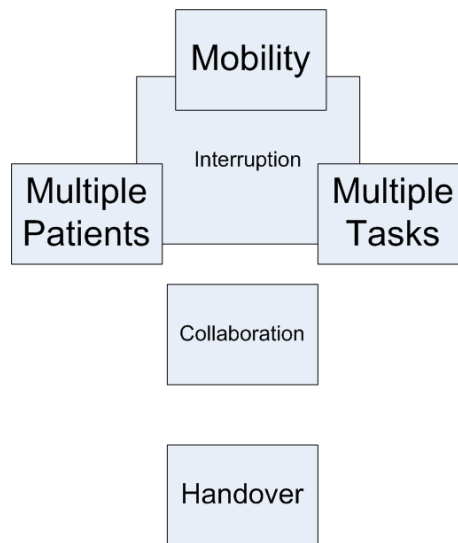 Mobility
Interruption
Multiple
Patients
Multiple
Tasks
Collaboration
Handover